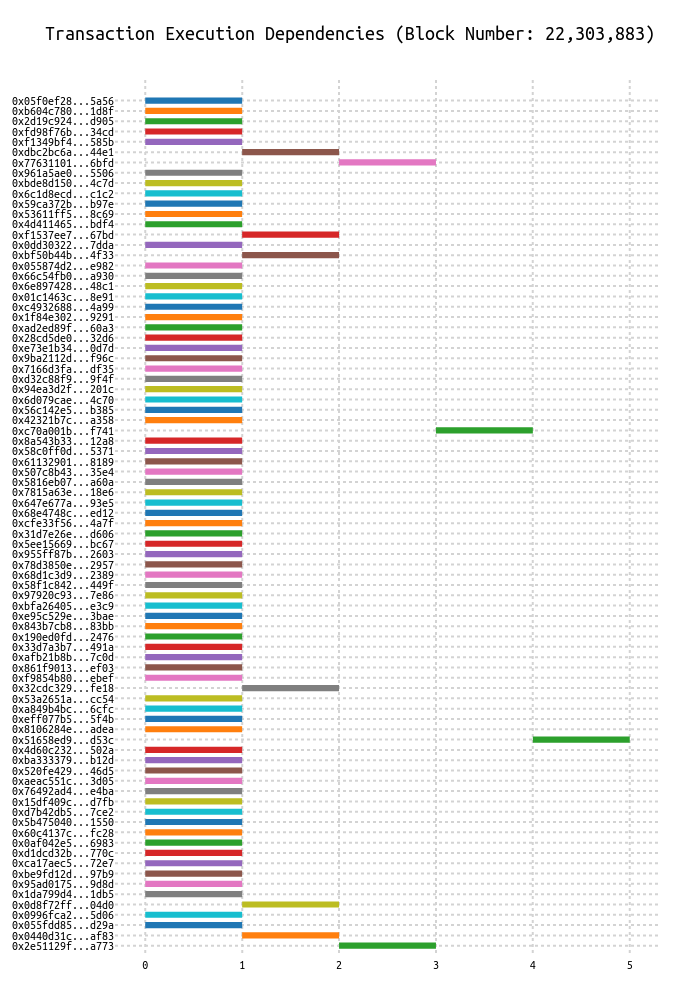 Transaction Execution Dependencies (Block Number: 22,303,883)
0x05f0ef28...5a56
0xb604c780...1d8f
0x2d19c924...d905
0xfd98f76b...34cd
0xf1349bf4...585b
0xdbc2bc6a...44e1
0x77631101...6bfd
0x961a5ae0...5506
0xbde8d150...4c7d
0x6c1d8ecd...c1c2
0x59ca372b...b97e
0x53611ff5...8c69
0x4d411465...bdf4
0xf1537ee7...67bd
0x0dd30322...7dda
0xbf50b44b...4f33
0x055874d2...e982
0x66c54fb0...a930
0x6e897428...48c1
0x01c1463c...8e91
0xc4932688...4a99
0x1f84e302...9291
0xad2ed89f...60a3
0x28cd5de0...32d6
0xe73e1b34...0d7d
0x9ba2112d...f96c
0x7166d3fa...df35
0xd32c88f9...9f4f
0x94ea3d2f...201c
0x6d079cae...4c70
0x56c142e5...b385
0x42321b7c...a358
0xc70a001b...f741
0x8a543b33...12a8
0x58c0ff0d...5371
0x61132901...8189
0x507c8b43...35e4
0x5816eb07...a60a
0x7815a63e...18e6
0x647e677a...93e5
0x68e4748c...ed12
0xcfe33f56...4a7f
0x31d7e26e...d606
0x5ee15669...bc67
0x955ff87b...2603
0x78d3850e...2957
0x68d1c3d9...2389
0x58f1c842...449f
0x97920c93...7e86
0xbfa26405...e3c9
0xe95c529e...3bae
0x843b7cb8...83bb
0x190ed0fd...2476
0x33d7a3b7...491a
0xafb21b8b...7c0d
0x861f9013...ef03
0xf9854b80...ebef
0x32cdc329...fe18
0x53a2651a...cc54
0xa849b4bc...6cfc
0xeff077b5...5f4b
0x8106284e...adea
0x51658ed9...d53c
0x4d60c232...502a
0xba333379...b12d
0x520fe429...46d5
0xaeac551c...3d05
0x76492ad4...e4ba
0x15df409c...d7fb
0xd7b42db5...7ce2
0x5b475040...1550
0x60c4137c...fc28
0x0af042e5...6983
0xd1dcd32b...770c
0xca17aec5...72e7
0xbe9fd12d...97b9
0x95ad0175...9d8d
0x1da799d4...1db5
0x0d8f72ff...04d0
0x0996fca2...5d06
0x055fdd85...d29a
0x0440d31c...af83
0x2e51129f...a773
0 1 2 3 4 5